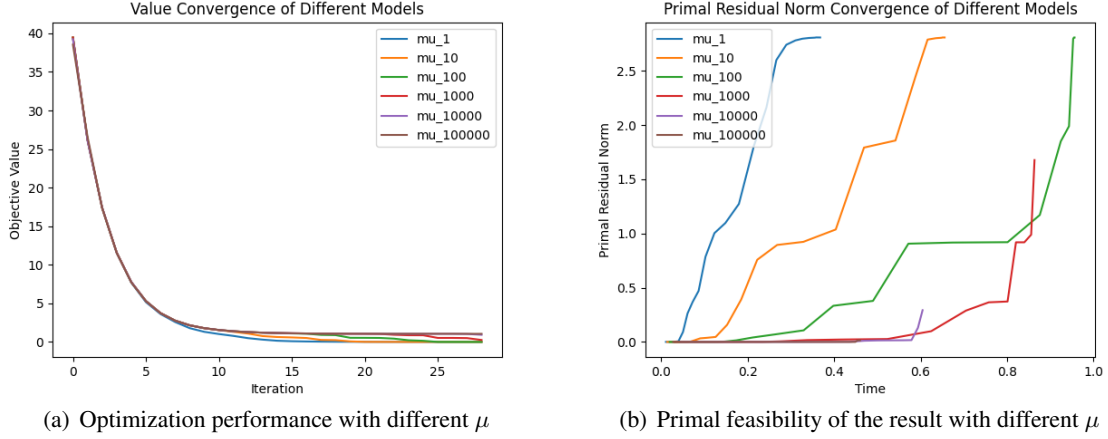 Value Convergence of Different Models
40
35
30
25
20
15
10
5
0
Objective Value
0 5 10 15 20 25
Iteration
mu_1
mu_10
mu_100
mu_1000
mu_10000
mu_100000
(a) Optimization performance with different μ
Primal Residual Norm Convergence of Different Models
2.5
2.0
1.5
1.0
0.5
0.0
Primal Residual Norm
0.0 0.2 0.4 0.6 0.8 1.0
Time
mu_1
mu_10
mu_100
mu_1000
mu_10000
mu_100000
(b) Primal feasibility of the result with different μ